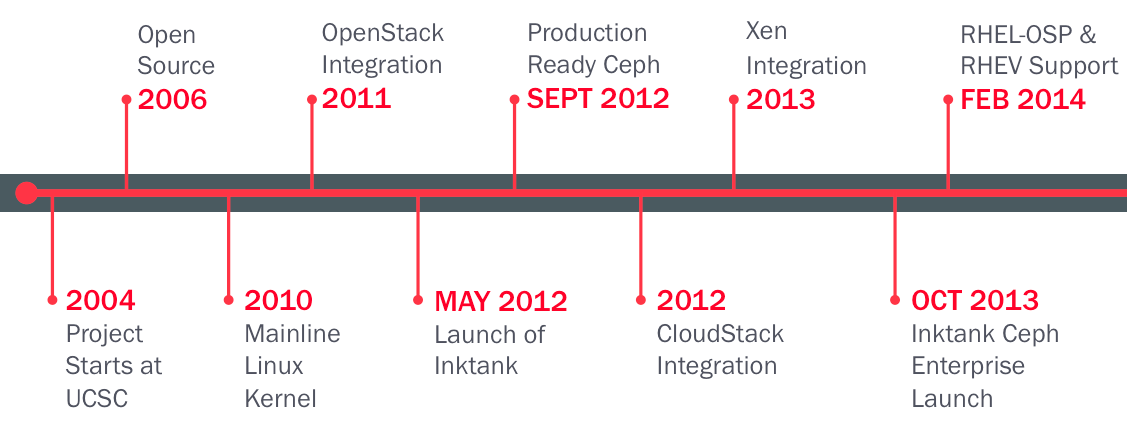 Open
Source
2006
OpenStack
Integration
2011
Production
Ready Ceph
SEPT 2012
Xen
Integration
2013
RHEL-OSP &
RHEV Support
FEB 2014
2004
Project
Starts at
UCSC
2010
Mainline
Linux
Kernel
MAY 2012
Launch of
Inktank
2012
CloudStack
Integration
OCT 2013
Inktank Ceph
Enterprise
Launch